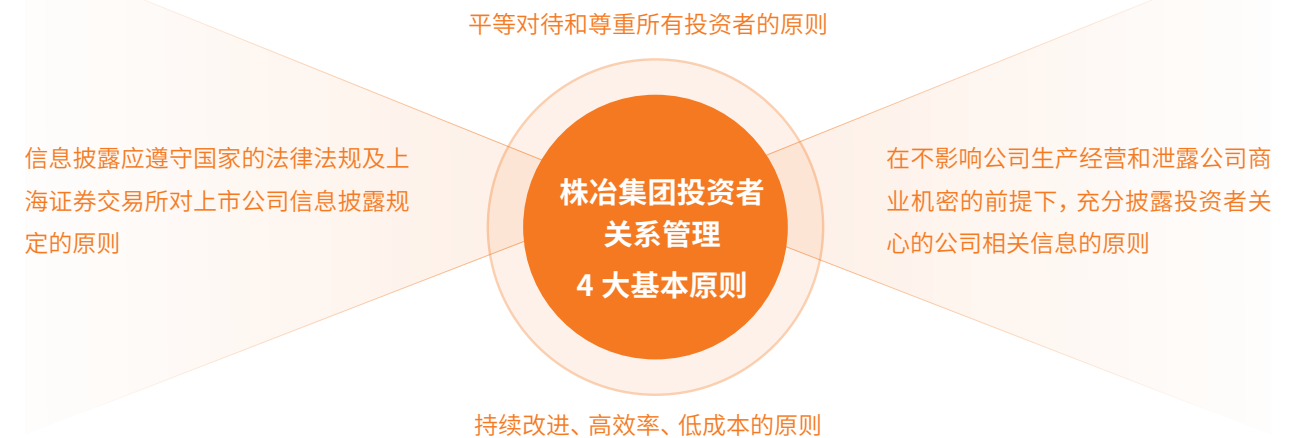 平等对待和尊重所有投资者的原则
信息披露应遵守国家的法律法规及上
海证券交易所对上市公司信息披露规
定的原则
株冶集团投资者
关系管理
4 大基本原则
在不影响公司生产经营和泄露公司商
业机密的前提下，充分披露投资者关
心的公司相关信息的原则
持续改进、高效率、低成本的原则